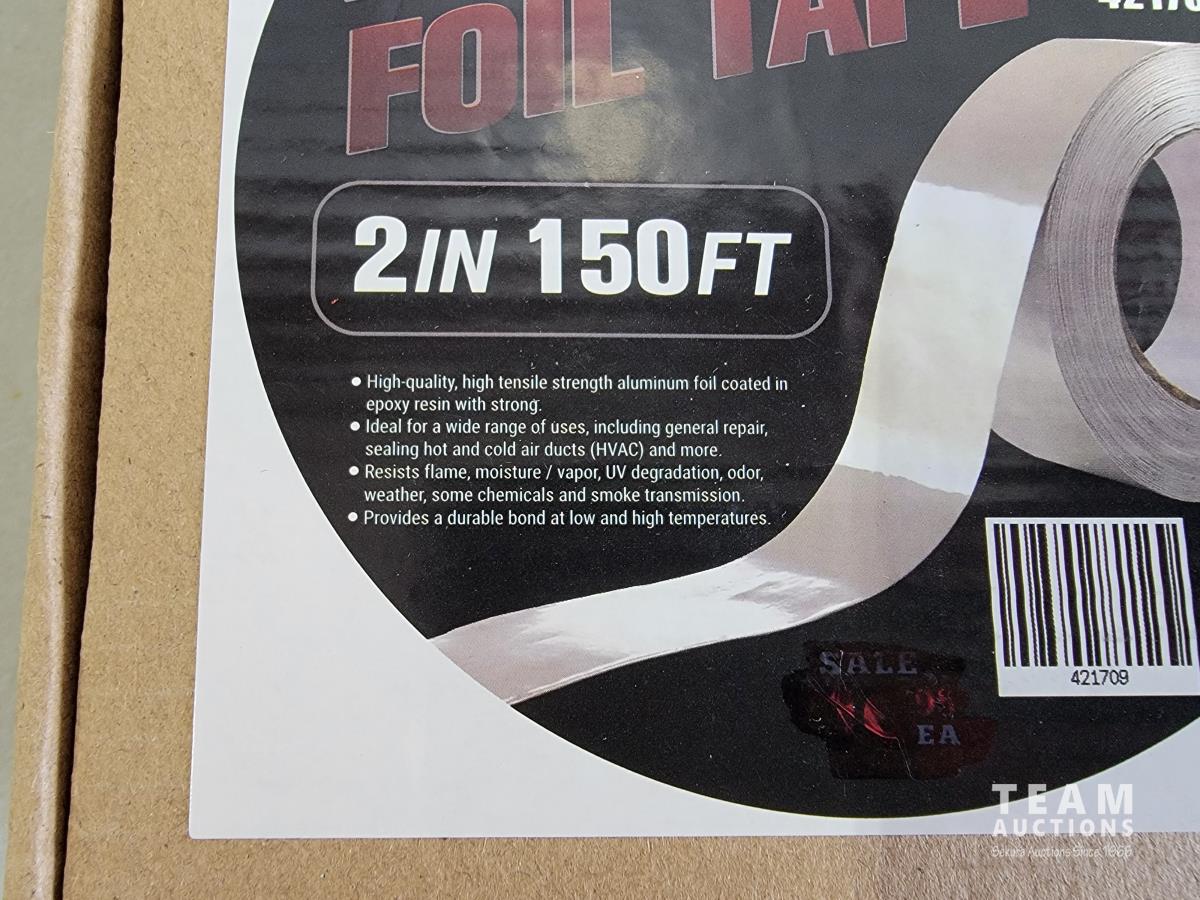 FOIL TAPE
2IN 150FT
● High-quality, high tensile strength aluminum foil coated in
epoxy resin with strong.
● Ideal for a wide range of uses, including general repair,
sealing hot and cold air ducts (HVAC) and more.
● Resists flame, moisture / vapor, UV degradation, odor,
weather, some chemicals and smoke transmission.
● Provides a durable bond at low and high temperatures.
421709
SALE
EA
TEAM
AUCTIONS